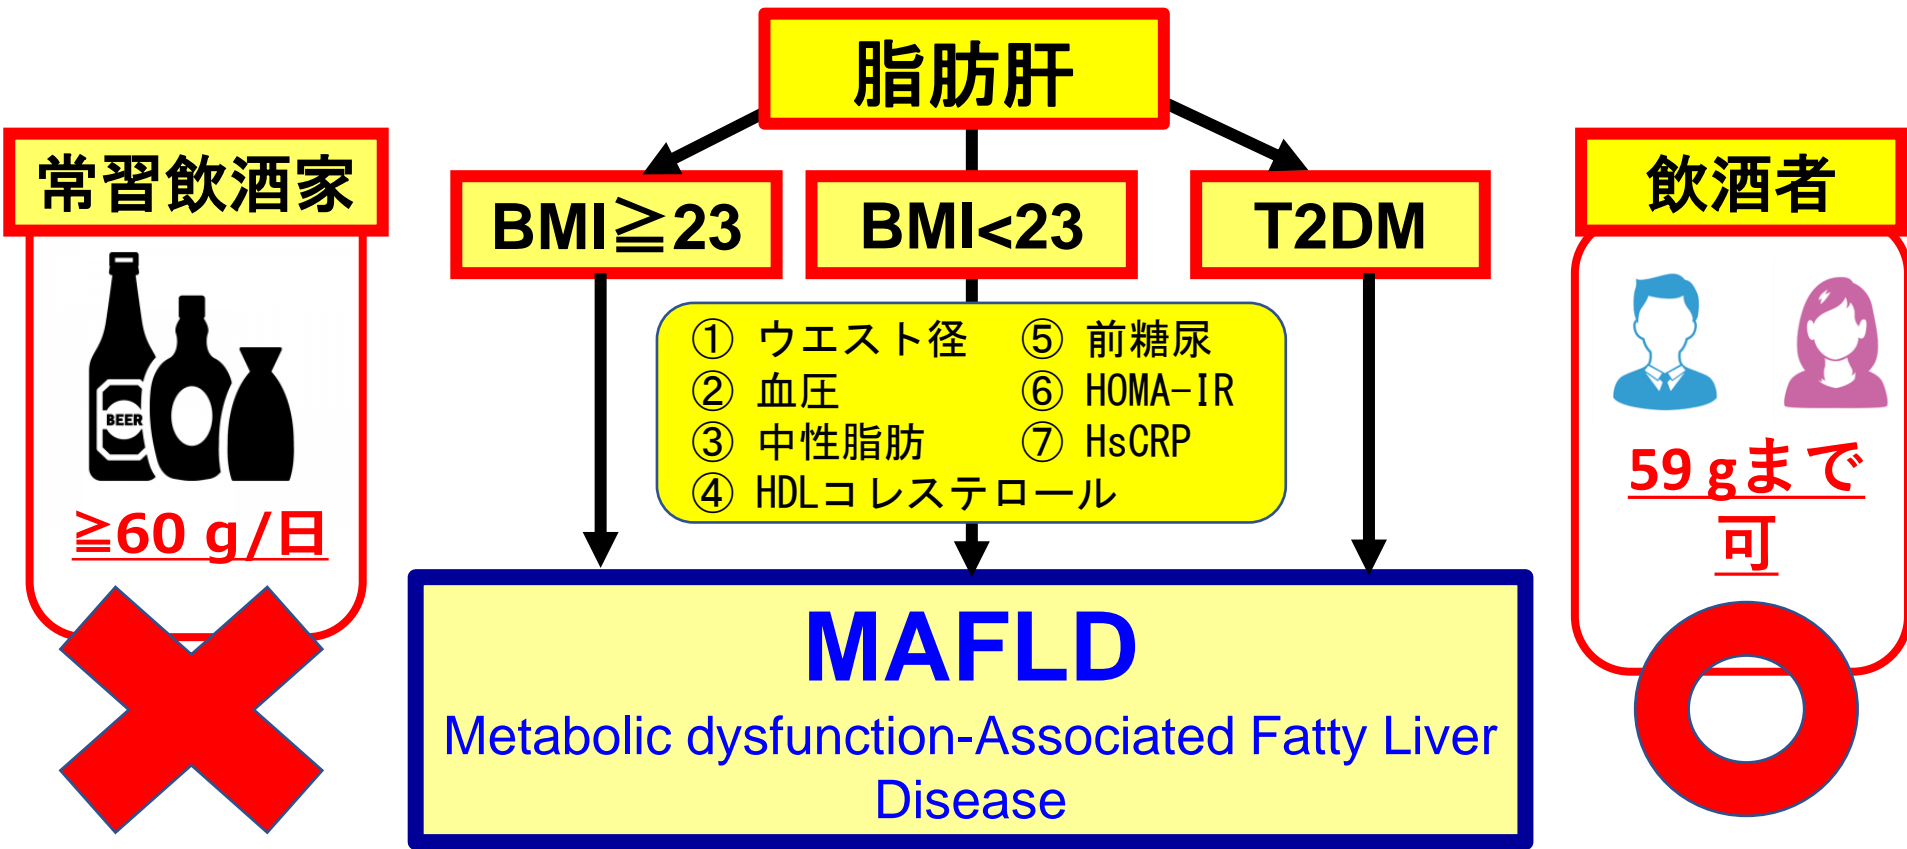 脂肪肝
常習飲酒家
BEER
≧60 g/日
BMI≧23
BMI<23
T2DM
① ウエスト径 ⑤ 前糖尿
② 血圧 ⑥ HOMA-IR
③ 中性脂肪 ⑦ HsCRP
④ HDLコレステロール
MAFLD
Metabolic dysfunction-Associated Fatty Liver
Disease
飲酒者
59 gまで
可